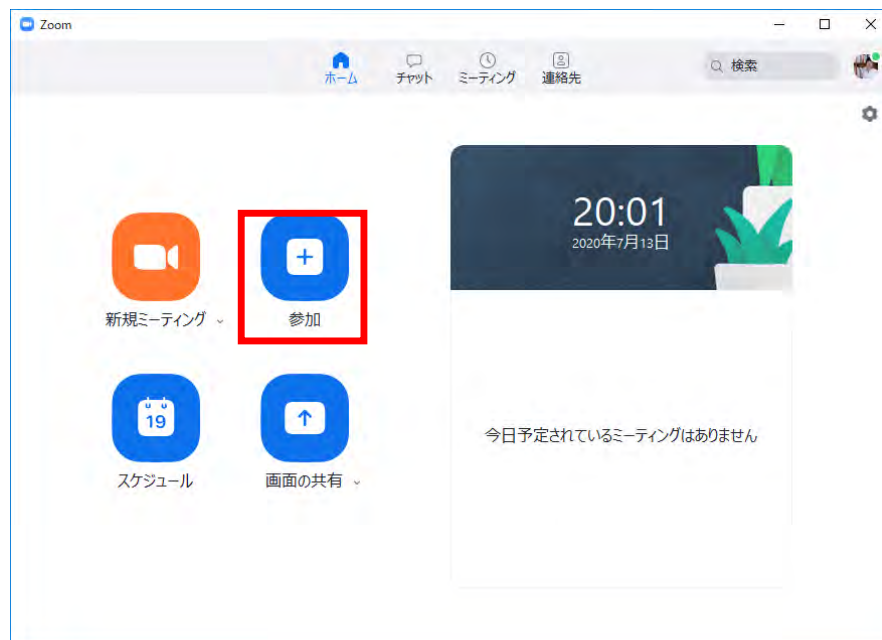 Zoom
ホーム
チャット
ミーティング
連絡先
検索
20:01
2020年7月13日
新規ミーティング
参加
19
スケジュール
画面の共有
今日予定されているミーティングはありません